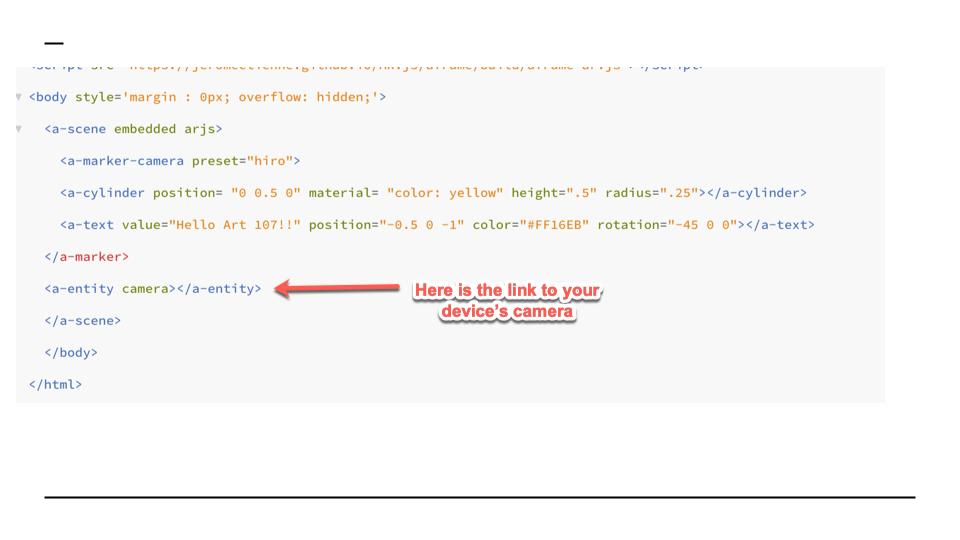 <body style='margin : 0px; overflow: hidden;'>
<a-scene embedded arjs>
<a-marker-camera preset="hiro">
<a-cylinder position= "0 0.5 0" material= "color: yellow" height=".5" radius=".25"></a-cylinder>
<a-text value="Hello Art 107!!" position="-0.5 0 -1" color="#FF16EB" rotation="-45 0 0"></a-text>
</a-marker>
<a-entity camera></a-entity>
Here is the link to your
device's camera
</a-scene>
</body>
</html>